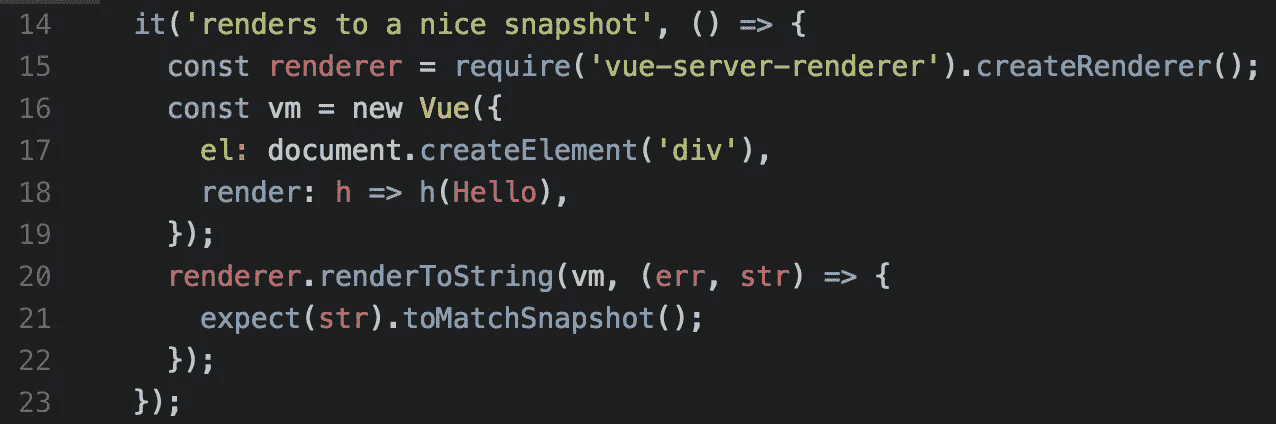 14 it('renders to a nice snapshot', () => {
15 const renderer = require('vue-server-renderer').createRenderer();
16 const vm = new Vue({
17 el: document.createElement('div'),
18 render: h => h(Hello),
19 });
20 renderer.renderToString(vm, (err, str) => {
21 expect(str).toMatchSnapshot();
22 });
23 });